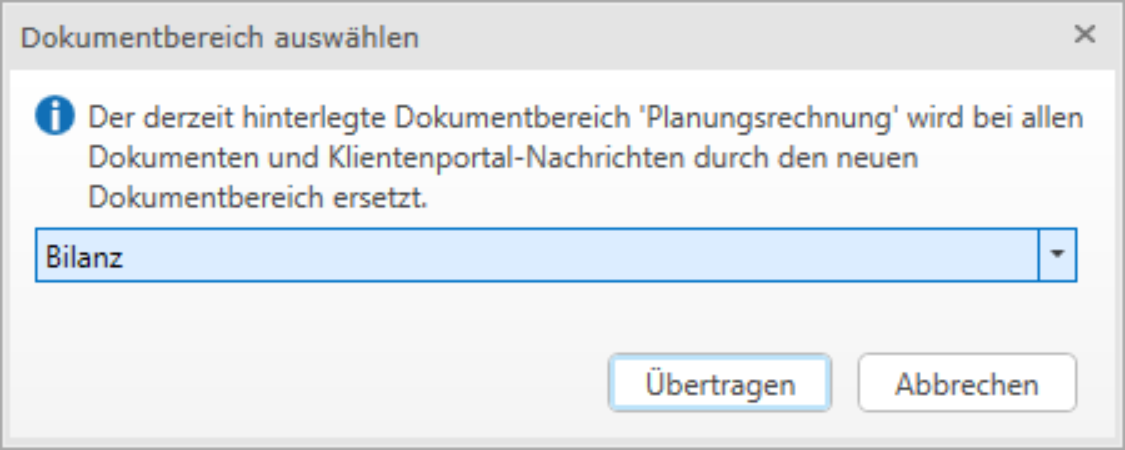 Dokumentbereich auswählen
Der derzeit hinterlegte Dokumentbereich 'Planungsrechnung' wird bei allen
Dokumenten und Klientenportal-Nachrichten durch den neuen
Dokumentbereich ersetzt.
Bilanz
Übertragen Abbrechen